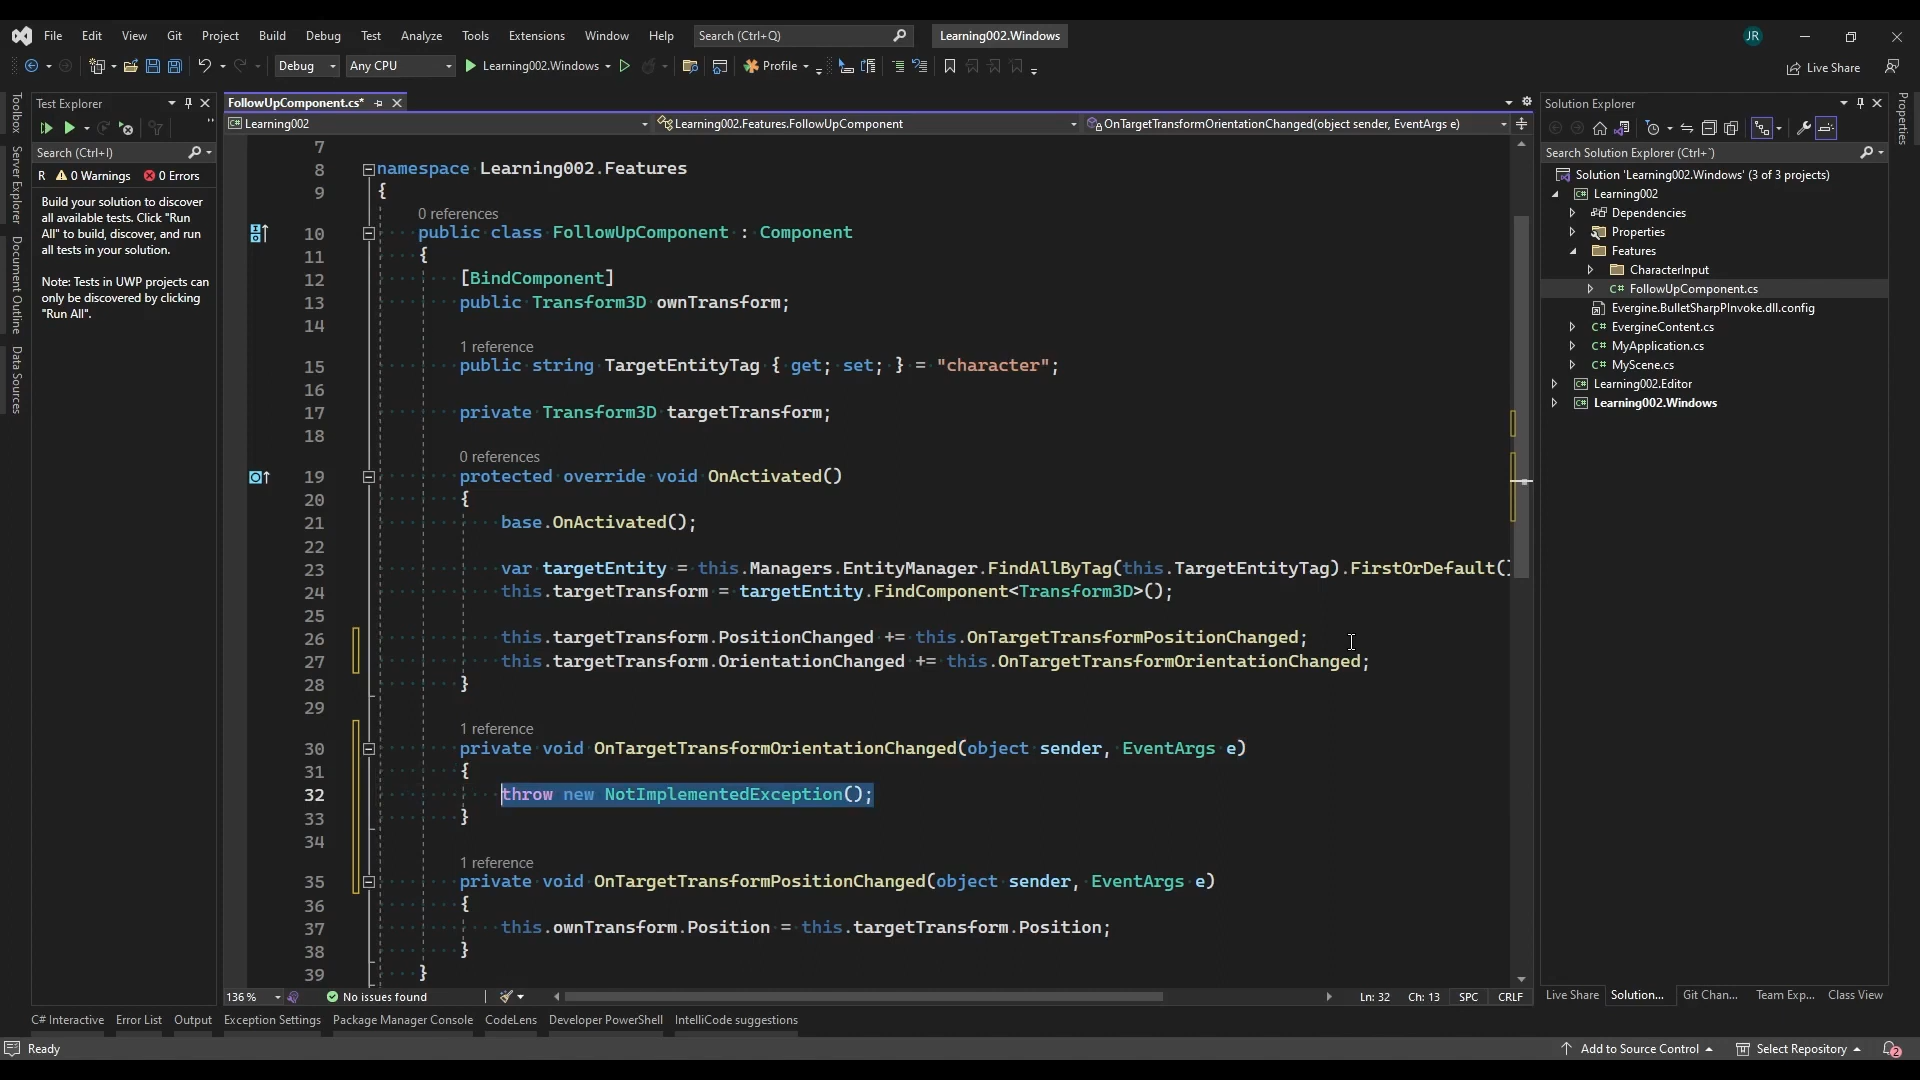 File Edit View Git Project Build Debug Test Analyze Tools Extensions Window Help Search (Ctrl+Q) Learning002.Windows JR
Debug Any CPU Learning002.Windows Profile Live Share
Toolbox
Server Explorer
Document Outline
Data Sources
Test Explorer
Search (Ctrl+I)
R 0 Warnings 0 Errors
Build your solution to discover
all available tests. Click "Run
All" to build, discover, and run
all tests in your solution.
Note: Tests in UWP projects can
only be discovered by clicking
"Run All".
FollowUpComponent.cs*
Learning002 Learning002.Features.FollowUpComponent OnTargetTransformOrientationChanged(object sender, EventArgs e)
7
8 namespace Learning002.Features
9 {
0 references
10 public class FollowUpComponent : Component
11 {
12 [BindComponent]
13 public Transform3D ownTransform;
14
1 reference
15 public string TargetEntityTag { get; set; } = "character";
16
17 private Transform3D targetTransform;
18
0 references
19 protected override void OnActivated()
20 {
21 base.OnActivated();
22
23 var targetEntity = this.Managers.EntityManager.FindAllByTag(this.TargetEntityTag).FirstOrDefault()
24 this.targetTransform = targetEntity.FindComponent<Transform3D>();
25
26 this.targetTransform.PositionChanged += this.OnTargetTransformPositionChanged;
27 this.targetTransform.OrientationChanged += this.OnTargetTransformOrientationChanged;
28 }
29
1 reference
30 private void OnTargetTransformOrientationChanged(object sender, EventArgs e)
31 {
32 throw new NotImplementedException();
33 }
34
1 reference
35 private void OnTargetTransformPositionChanged(object sender, EventArgs e)
36 {
37 this.ownTransform.Position = this.targetTransform.Position;
38 }
39 }
136 % No issues found Ln: 32 Ch: 13 SPC CRLF
Solution Explorer
Search Solution Explorer (Ctrl+¨)
Solution 'Learning002.Windows' (3 of 3 projects)
Learning002
Dependencies
Properties
Features
CharacterInput
C# FollowUpComponent.cs
Evergine.BulletSharpPInvoke.dll.config
C# EvergineContent.cs
C# MyApplication.cs
C# MyScene.cs
Learning002.Editor
Learning002.Windows
Live Share Solution... Git Chan... Team Exp... Class View
Properties
C# Interactive Error List Output Exception Settings Package Manager Console CodeLens Developer PowerShell IntelliCode suggestions
Ready Add to Source Control Select Repository 2